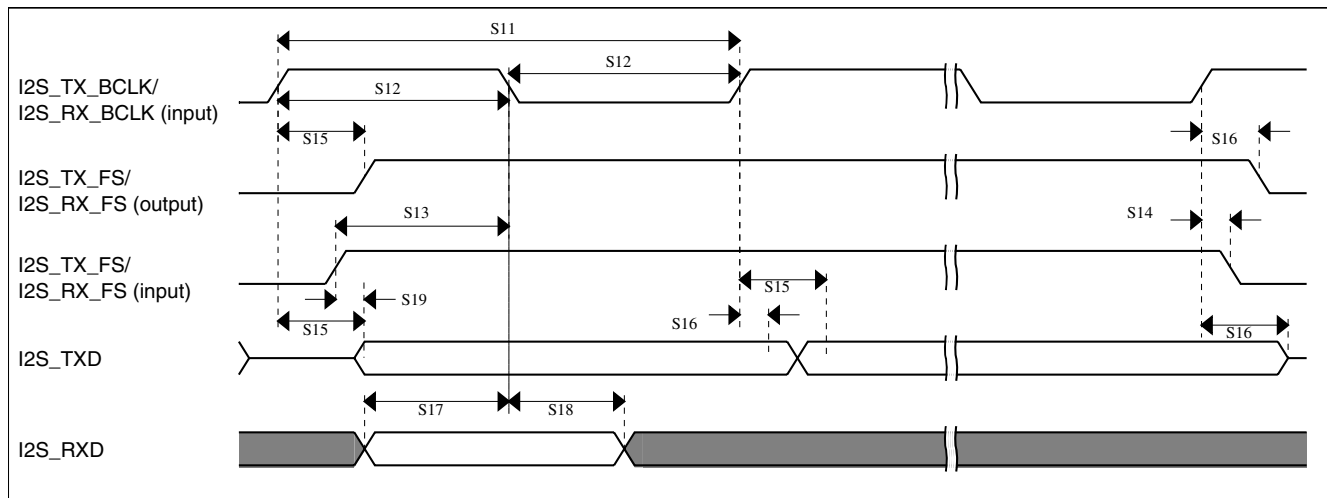 S11
I2S_TX_BCLK/
I2S_RX_BCLK (input)
S12
S12
S15
S16
I2S_TX_FS/
I2S_RX_FS (output)
S13
S14
I2S_TX_FS/
I2S_RX_FS (input)
S19
S15
S15
S16
S16
I2S_TXD
S17
S18
I2S_RXD